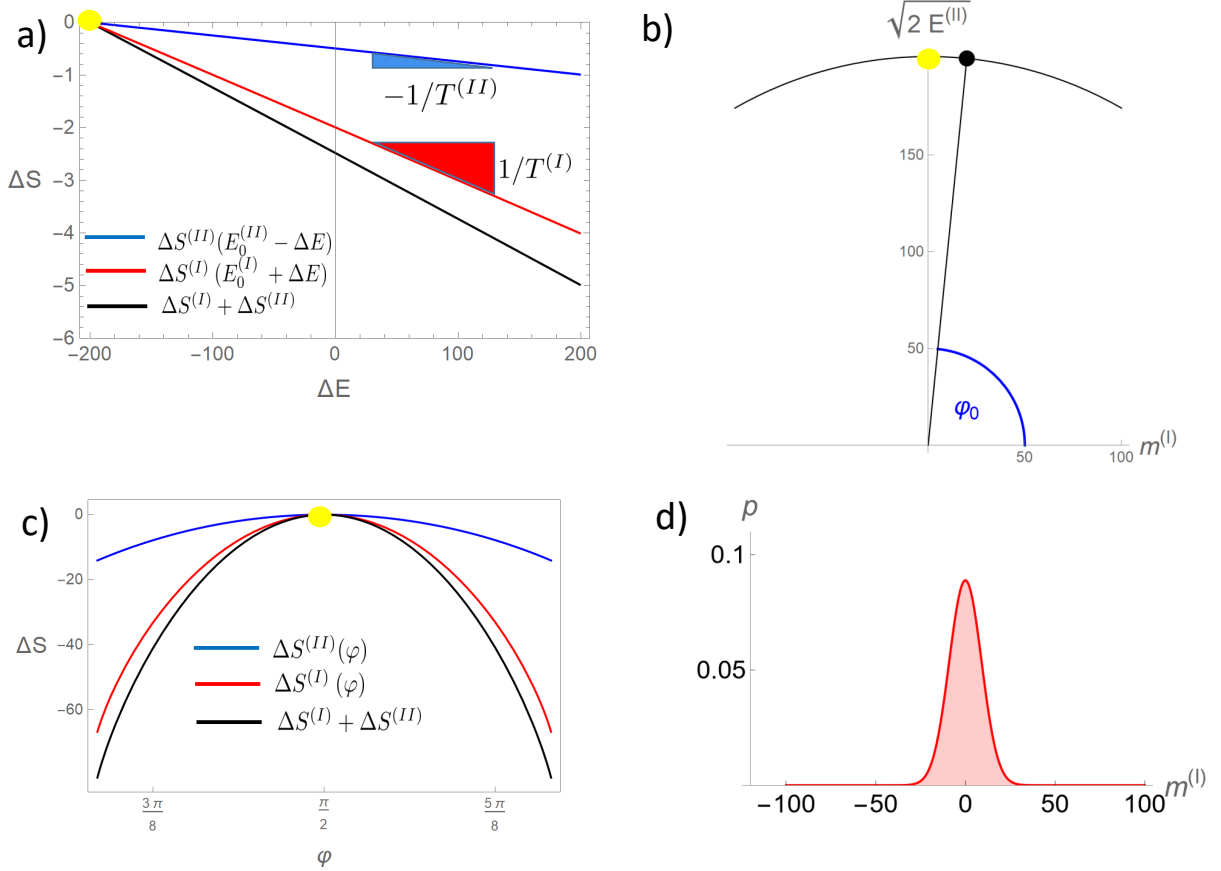 a)
0
−1
−2
−3
−4
−5
−6
ΔS
−1/T^(II)
1/T^(I)
ΔS^(II)(E_0^(II) − ΔE)
ΔS^(I) (E_0^(I) + ΔE)
ΔS^(I) + ΔS^(II)
−200
−100
0
100
200
ΔE
b)
√2 E^(II)
150
100
50
φ_0
50
100
m^(I)
c)
0
−20
−40
−60
ΔS
ΔS^(II)(φ)
ΔS^(I) (φ)
ΔS^(I) + ΔS^(II)
3π/8
π/2
5π/8
φ
d)
p
0.1
0.05
−100
−50
0
50
100
m^(I)